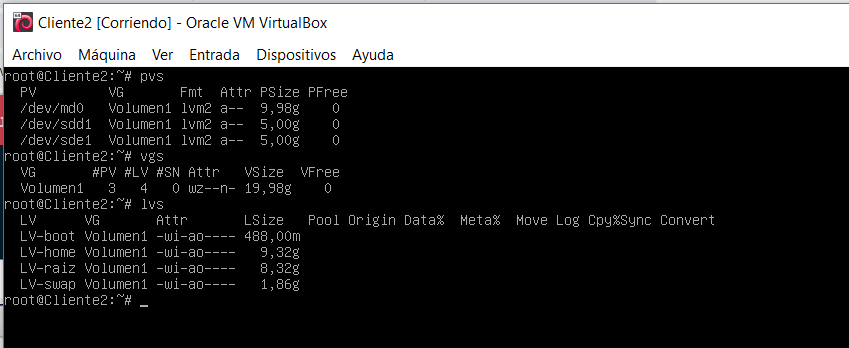 Cliente2 [Corriendo] - Oracle VM VirtualBox
Archivo Máquina Ver Entrada Dispositivos Ayuda
root@Cliente2:~# pvs
  PV         VG       Fmt  Attr PSize PFree
  /dev/md0   Volumen1 lvm2 a--  9,98g    0
  /dev/sdd1  Volumen1 lvm2 a--  5,00g    0
  /dev/sde1  Volumen1 lvm2 a--  5,00g    0
root@Cliente2:~# vgs
  VG       #PV #LV #SN Attr   VSize  VFree
  Volumen1   3   4   0 wz--n- 19,98g    0
root@Cliente2:~# lvs
  LV      VG       Attr       LSize   Pool Origin Data%  Meta%  Move Log Cpy%Sync Convert
  LV-boot Volumen1 -wi-ao---- 488,00m
  LV-home Volumen1 -wi-ao----   9,32g
  LV-raiz Volumen1 -wi-ao----   8,32g
  LV-swap Volumen1 -wi-ao----   1,86g
root@Cliente2:~# _